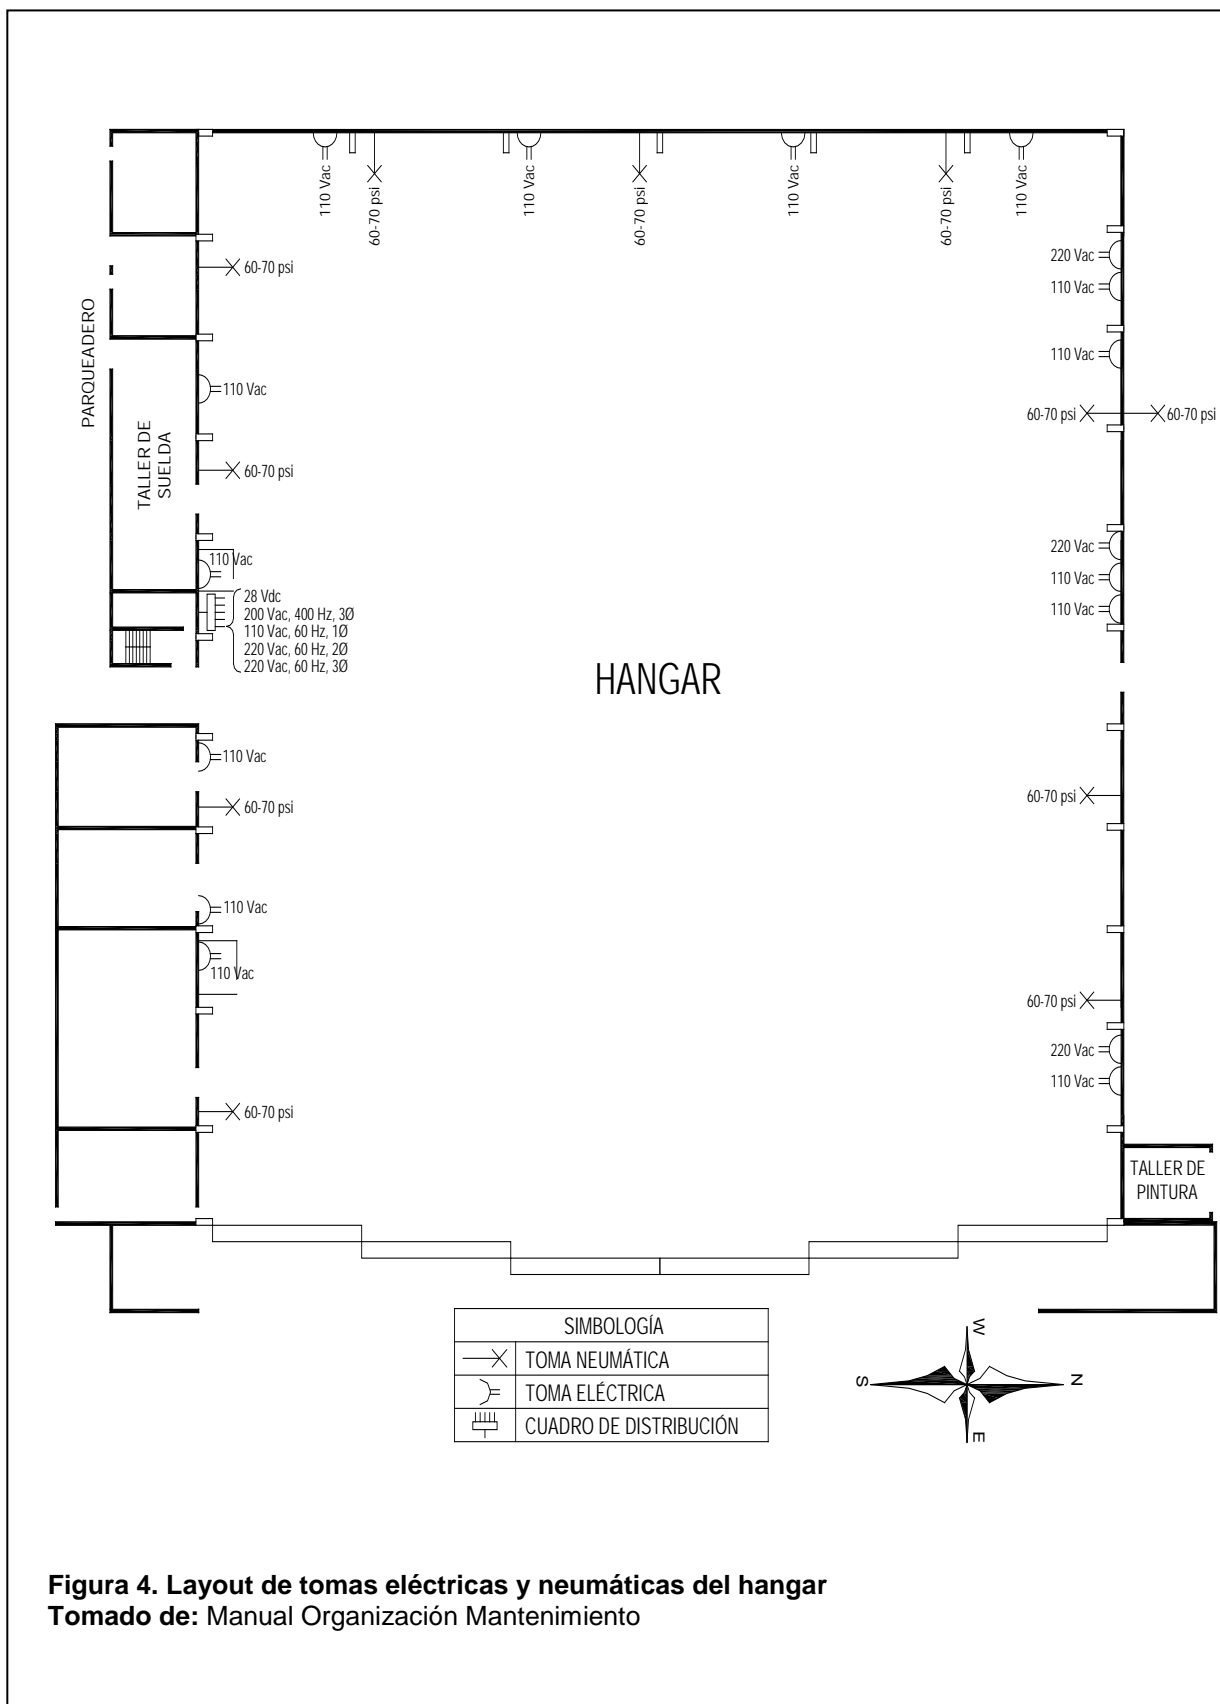 110 Vac
60-70 psi
110 Vac
60-70 psi
110 Vac
60-70 psi
110 Vac
60-70 psi
220 Vac
110 Vac
PARQUEADERO
110 Vac
110 Vac
60-70 psi
60-70 psi
TALLER DE
SUELDA
60-70 psi
110 Vac
220 Vac
110 Vac
110 Vac
28 Vdc
200 Vac, 400 Hz, 3Ø
110 Vac, 60 Hz, 1Ø
220 Vac, 60 Hz, 2Ø
220 Vac, 60 Hz, 3Ø
HANGAR
110 Vac
60-70 psi
60-70 psi
110 Vac
110 Vac
60-70 psi
220 Vac
110 Vac
60-70 psi
TALLER DE
PINTURA
SIMBOLOGÍA
TOMA NEUMÁTICA
TOMA ELÉCTRICA
CUADRO DE DISTRIBUCIÓN
W
S
N
E
Figura 4. Layout de tomas eléctricas y neumáticas del hangar
Tomado de: Manual Organización Mantenimiento